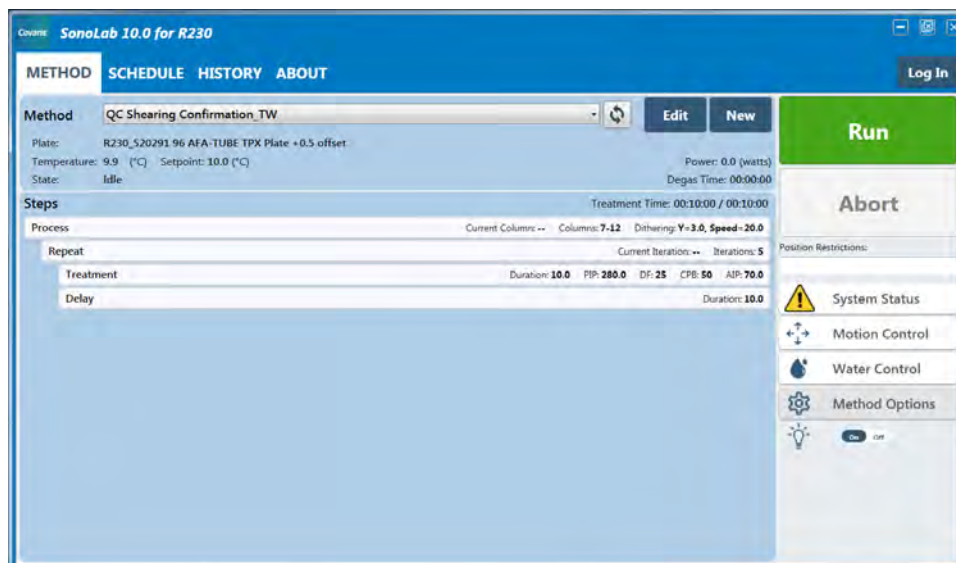 Covaris SonoLab 10.0 for R230
METHOD SCHEDULE HISTORY ABOUT Log In
Method QC Shearing Confirmation_TW Edit New
Plate: R230_520291 96 AFA-TUBE TPX Plate +0.5 offset
Temperature: 9.9 (°C) Setpoint: 10.0 (°C) Power: 0.0 (watts)
State: Idle Degas Time: 00:00:00
Steps Treatment Time: 00:10:00 / 00:10:00
Process Current Column: -- Columns: 7-12 Dithering: Y=3.0, Speed=20.0
Repeat Current Iteration: -- Iterations: 5
Treatment Duration: 10.0 PIP: 280.0 DF: 25 CPB: 50 AIP: 70.0
Delay Duration: 10.0
Run
Abort
Position Restrictions:
System Status
Motion Control
Water Control
Method Options
On Off